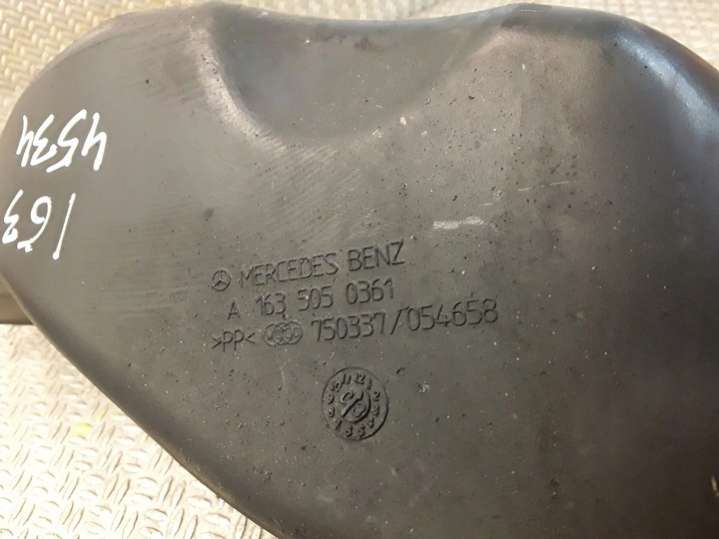 4534
163
MERCEDES BENZ
A 163 505 0361
>PP< 750337/054658